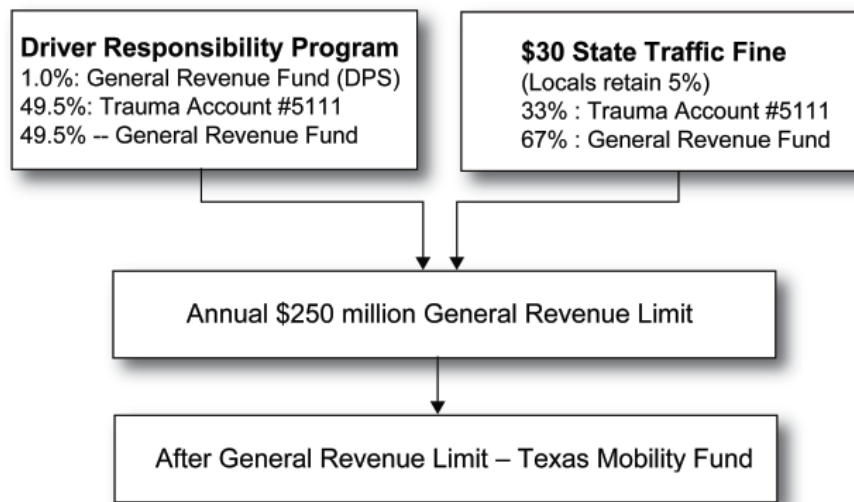 Driver Responsibility Program
1.0%: General Revenue Fund (DPS)
49.5%: Trauma Account #5111
49.5% -- General Revenue Fund
$30 State Traffic Fine
(Locals retain 5%)
33% : Trauma Account #5111
67% : General Revenue Fund
Annual $250 million General Revenue Limit
After General Revenue Limit – Texas Mobility Fund